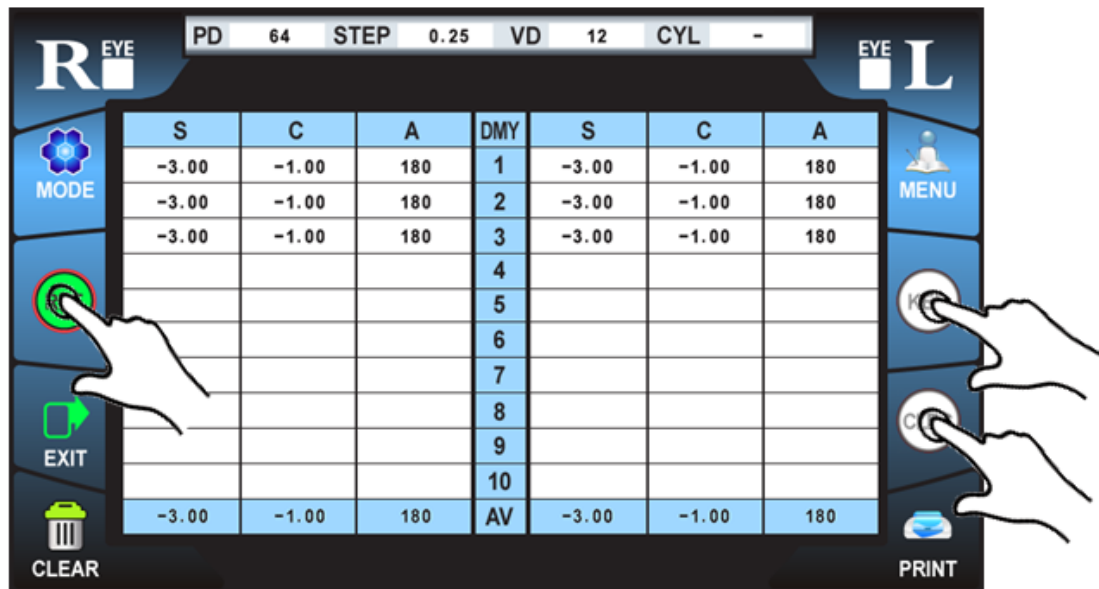 R EYE
PD 64 STEP 0.25 VD 12 CYL -
EYE L
S C A DMY S C A
-3.00 -1.00 180 1 -3.00 -1.00 180
-3.00 -1.00 180 2 -3.00 -1.00 180
-3.00 -1.00 180 3 -3.00 -1.00 180
4
5
6
7
8
9
10
-3.00 -1.00 180 AV -3.00 -1.00 180
MODE
EXIT
CLEAR
MENU
PRINT